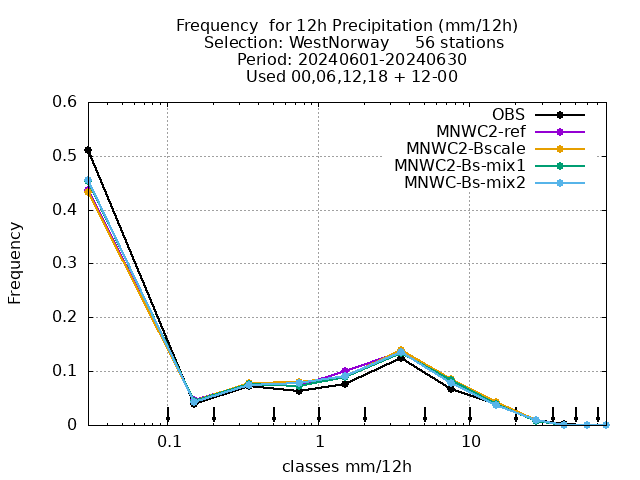 Frequency  for 12h Precipitation (mm/12h)
Selection: WestNorway     56 stations
Period: 20240601-20240630
Used 00,06,12,18 + 12-00
OBS
MNWC2-ref
MNWC2-Bscale
MNWC2-Bs-mix1
MNWC-Bs-mix2
Frequency
0.6
0.5
0.4
0.3
0.2
0.1
0
0.1 1 10
classes mm/12h